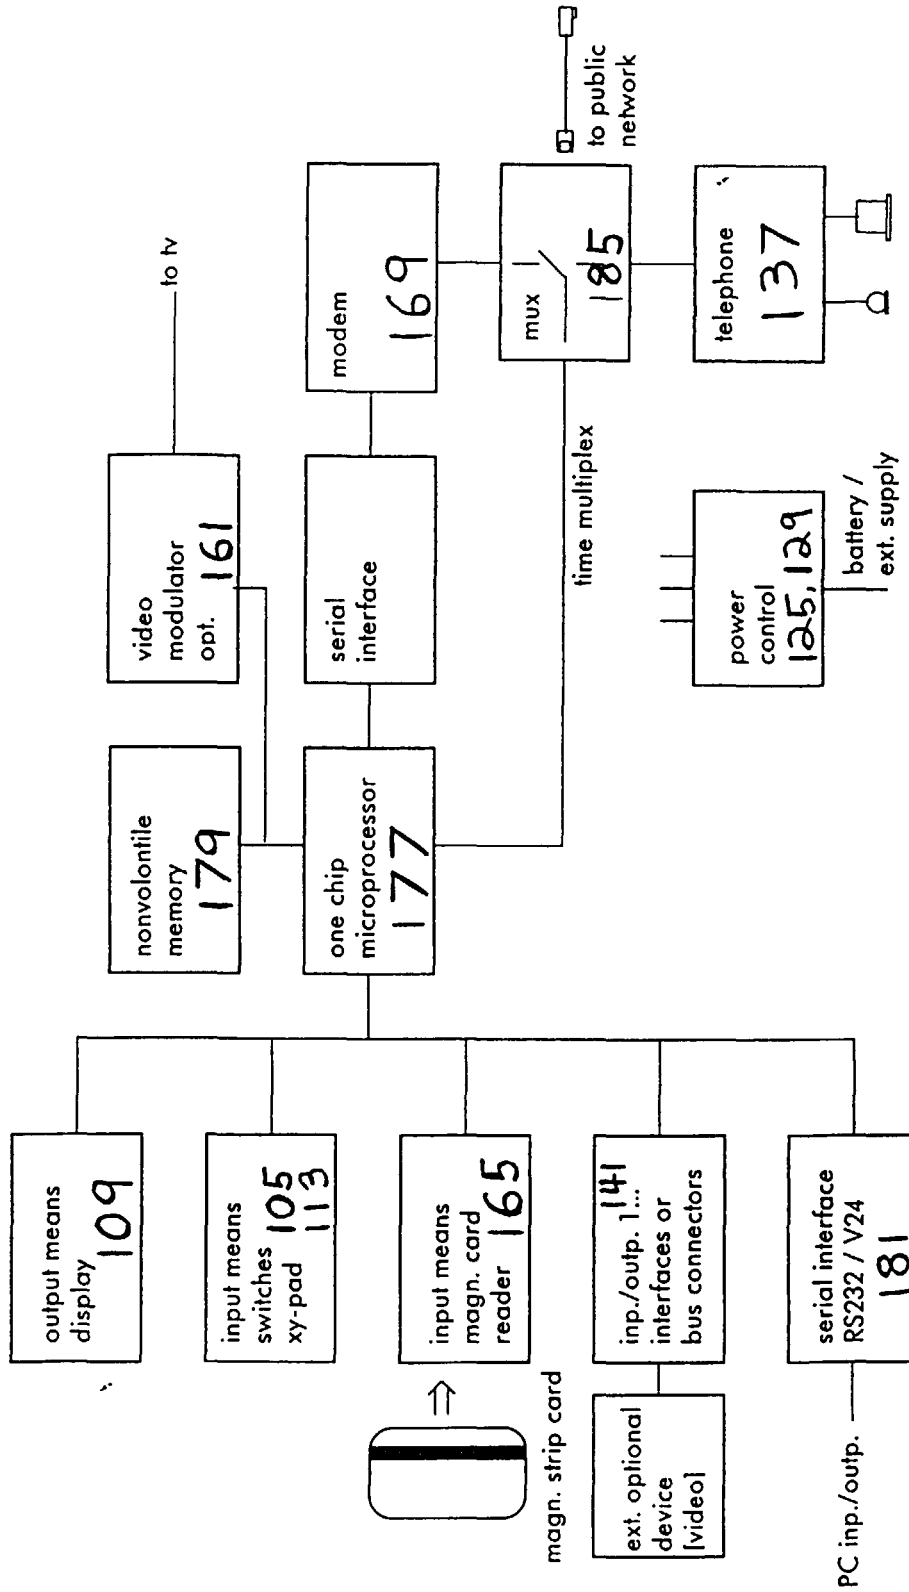 output means
display 109
input means
switches 105
xy-pad 113
input means
magn. card
reader 165
magn. strip card
inp./outp. 1...
141
interfaces or
bus connectors
ext. optional
device
[video]
serial interface
RS232 / V24
181
PC inp./outp.
nonvolontile
memory
179
one chip
microprocessor
177
video
modulator
opt. 161
to tv
serial
interface
modem
169
mux
185
time multiplex
to public
network
telephone
137
power
control
125, 129
battery /
ext. supply